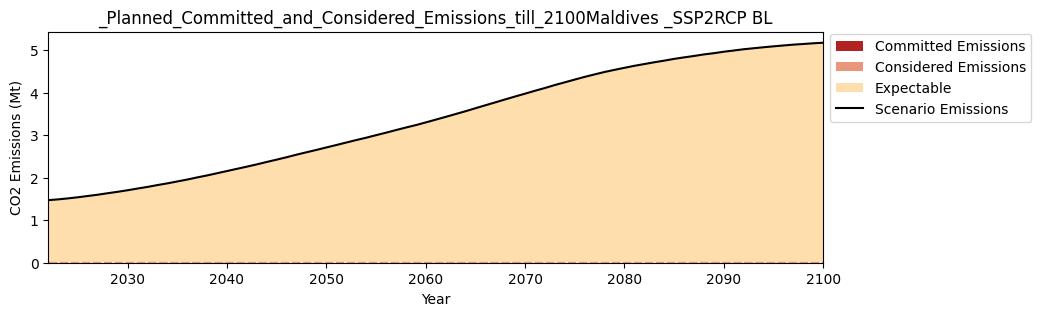 _Planned_Committed_and_Considered_Emissions_till_2100Maldives _SSP2RCP BL
CO2 Emissions (Mt)
5
4
3
2
1
0
2030 2040 2050 2060 2070 2080 2090 2100
Year
Committed Emissions
Considered Emissions
Expectable
Scenario Emissions